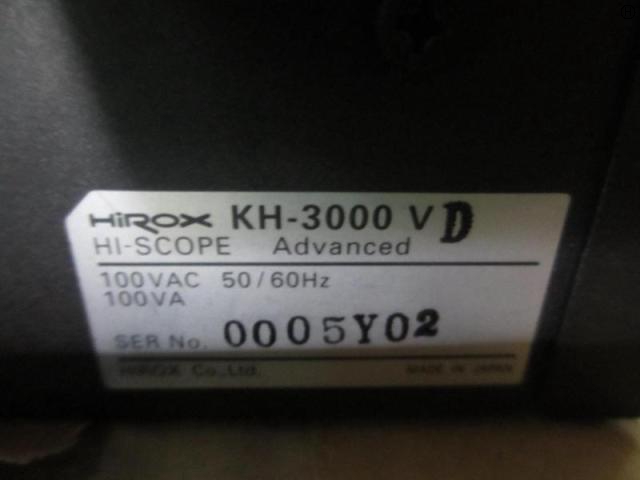 HiROX KH-3000 VD
HI-SCOPE Advanced
100VAC 50/60Hz
100VA
SER No. 0005Y02
HiROX Co.,Ltd. MADE IN JAPAN